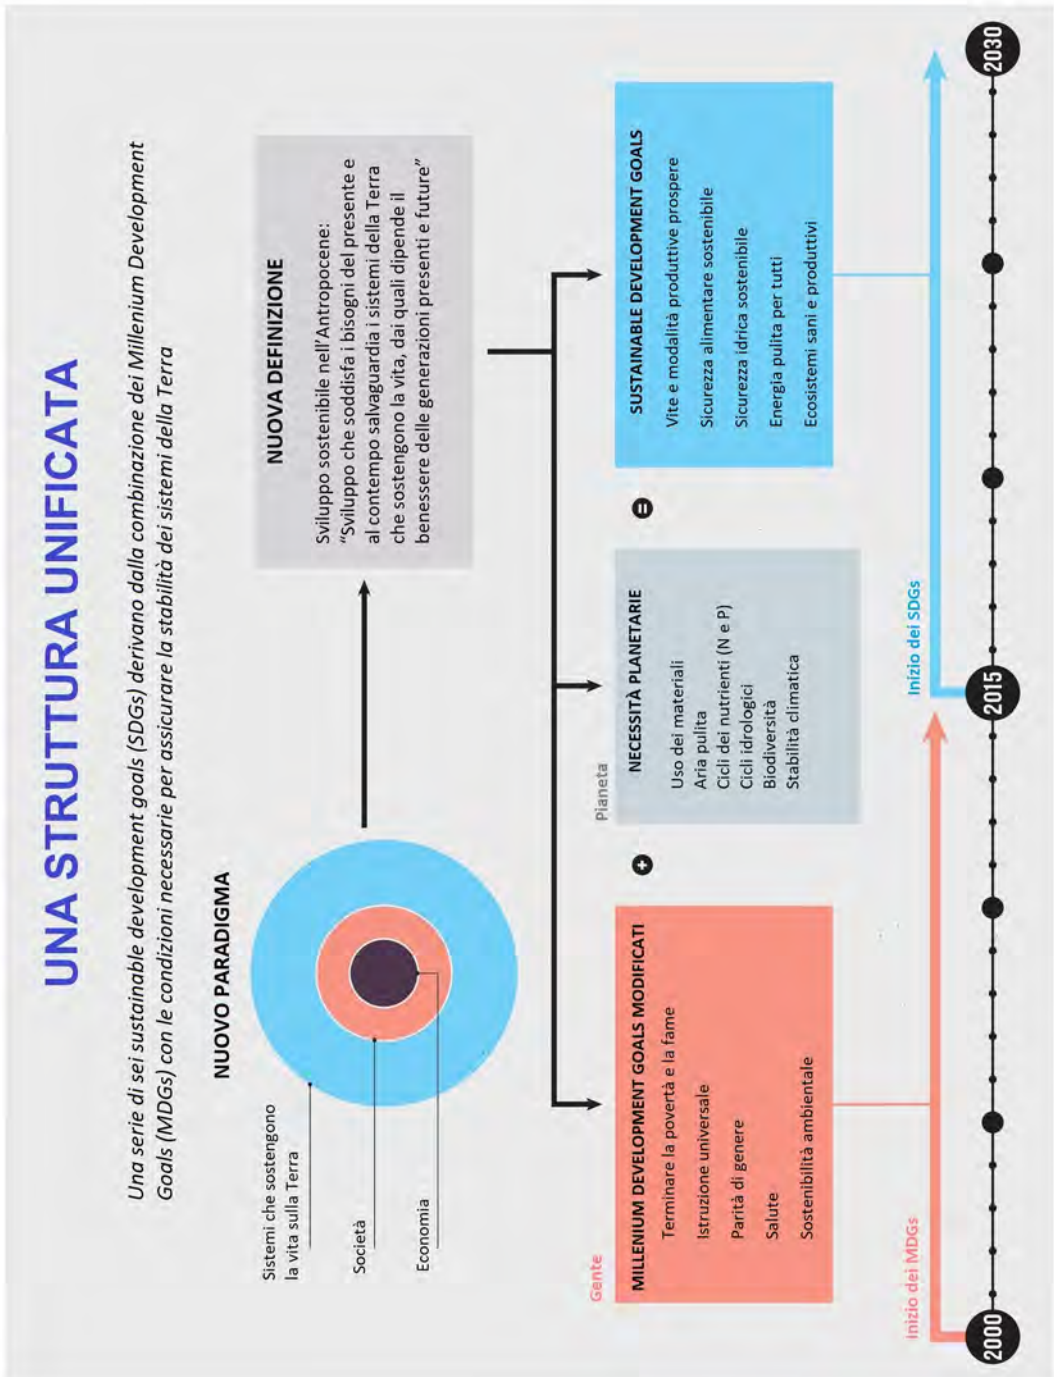 UNA STRUTTURA UNIFICATA
Una serie di sei sustainable development goals (SDGs) derivano dalla combinazione dei Millenium Development
Goals (MDGs) con le condizioni necessarie per assicurare la stabilità dei sistemi della Terra
NUOVO PARADIGMA
Sistemi che sostengono
la vita sulla Terra
Società
Economia
NUOVA DEFINIZIONE
Sviluppo sostenibile nell'Antropocene:
“Sviluppo che soddisfa i bisogni del presente e
al contempo salvaguardia i sistemi della Terra
che sostengono la vita, dai quali dipende il
benessere delle generazioni presenti e future”
Gente
MILLENIUM DEVELOPMENT GOALS MODIFICATI
Terminare la povertà e la fame
Istruzione universale
Parità di genere
Salute
Sostenibilità ambientale
+
Pianeta
NECESSITÀ PLANETARIE
Uso dei materiali
Aria pulita
Cicli dei nutrienti (N e P)
Cicli idrologici
Biodiversità
Stabilità climatica
=
SUSTAINABLE DEVELOPMENT GOALS
Vite e modalità produttive prospere
Sicurezza alimentare sostenibile
Sicurezza idrica sostenibile
Energia pulita per tutti
Ecosistemi sani e produttivi
Inizio dei MDGs
Inizio dei SDGs
2000
2015
2030